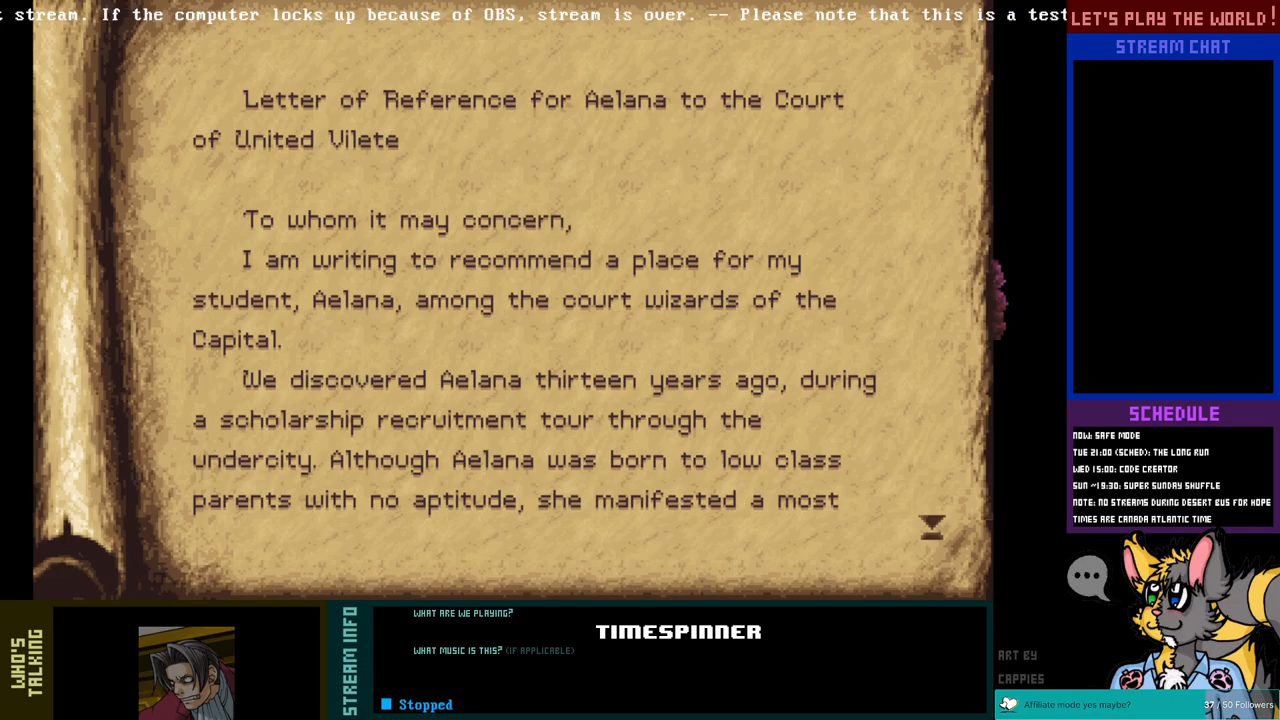 t stream. If the computer locks up because of OBS, stream is over. -- Please note that this is a test
LET'S PLAY THE WORLD!
STREAM CHAT
Letter of Reference for Aelana to the Court
of United Vilete
To whom it may concern,
I am writing to recommend a place for my
student, Aelana, among the court wizards of the
Capital.
We discovered Aelana thirteen years ago, during
a scholarship recruitment tour through the
undercity. Although Aelana was born to low class
parents with no aptitude, she manifested a most
SCHEDULE
NOW: SAFE MODE
TUE 21:00 (SCHED): THE LONG RUN
WED 15:00: CODE CREATOR
SUN ~19:30: SUPER SUNDAY SHUFFLE
NOTE: NO STREAMS DURING DESERT BUS FOR HOPE
TIMES ARE CANADA ATLANTIC TIME
WHO'S
TALKING
STREAM INFO
WHAT ARE WE PLAYING?
TIMESPINNER
WHAT MUSIC IS THIS? (IF APPLICABLE)
Stopped
ART BY
CAPPIES
Affiliate mode yes maybe?
37 / 50 Followers